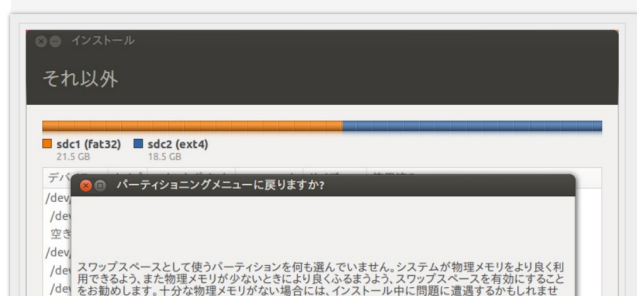 インストール
それ以外
sdc1 (fat32) sdc2 (ext4)
21.5 GB 18.5 GB
パーティショニングメニューに戻りますか?
/dev/
/de
空き
/dev/
スワップスペースとして使うパーティションを何も選んでいません。システムが物理メモリをより良く利
/dev
用できるよう、また物理メモリが少ないときにより良くふるまうよう、スワップスペースを有効にすること
/dev
をお勧めします。十分な物理メモリがない場合には、インストール中に問題に遭遇するかもしれませ